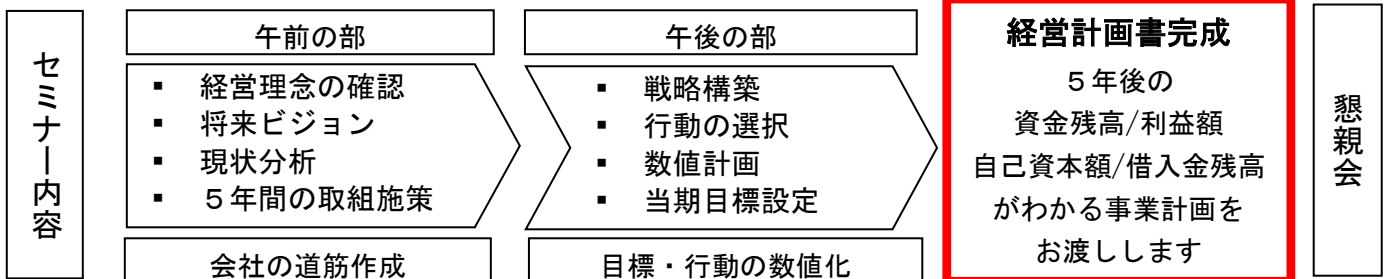 セミナー内容
午前の部
▪ 経営理念の確認
▪ 将来ビジョン
▪ 現状分析
▪ 5年間の取組施策
会社の道筋作成
午後の部
▪ 戦略構築
▪ 行動の選択
▪ 数値計画
▪ 当期目標設定
目標・行動の数値化
経営計画書完成
5年後の
資金残高/利益額
自己資本額/借入金残高
がわかる事業計画を
お渡しします
懇親会